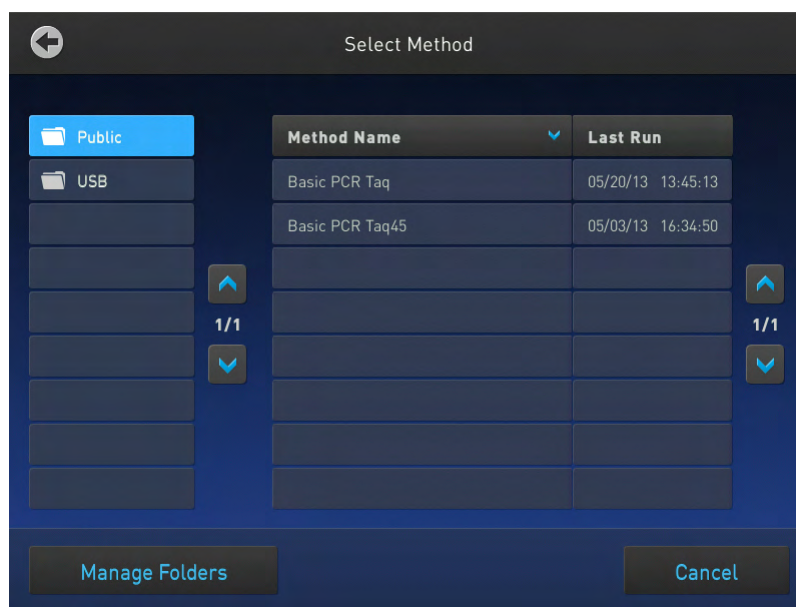 Select Method
Public
USB
1/1
Method Name Last Run
Basic PCR Taq 05/20/13 13:45:13
Basic PCR Taq45 05/03/13 16:34:50
1/1
Manage Folders Cancel